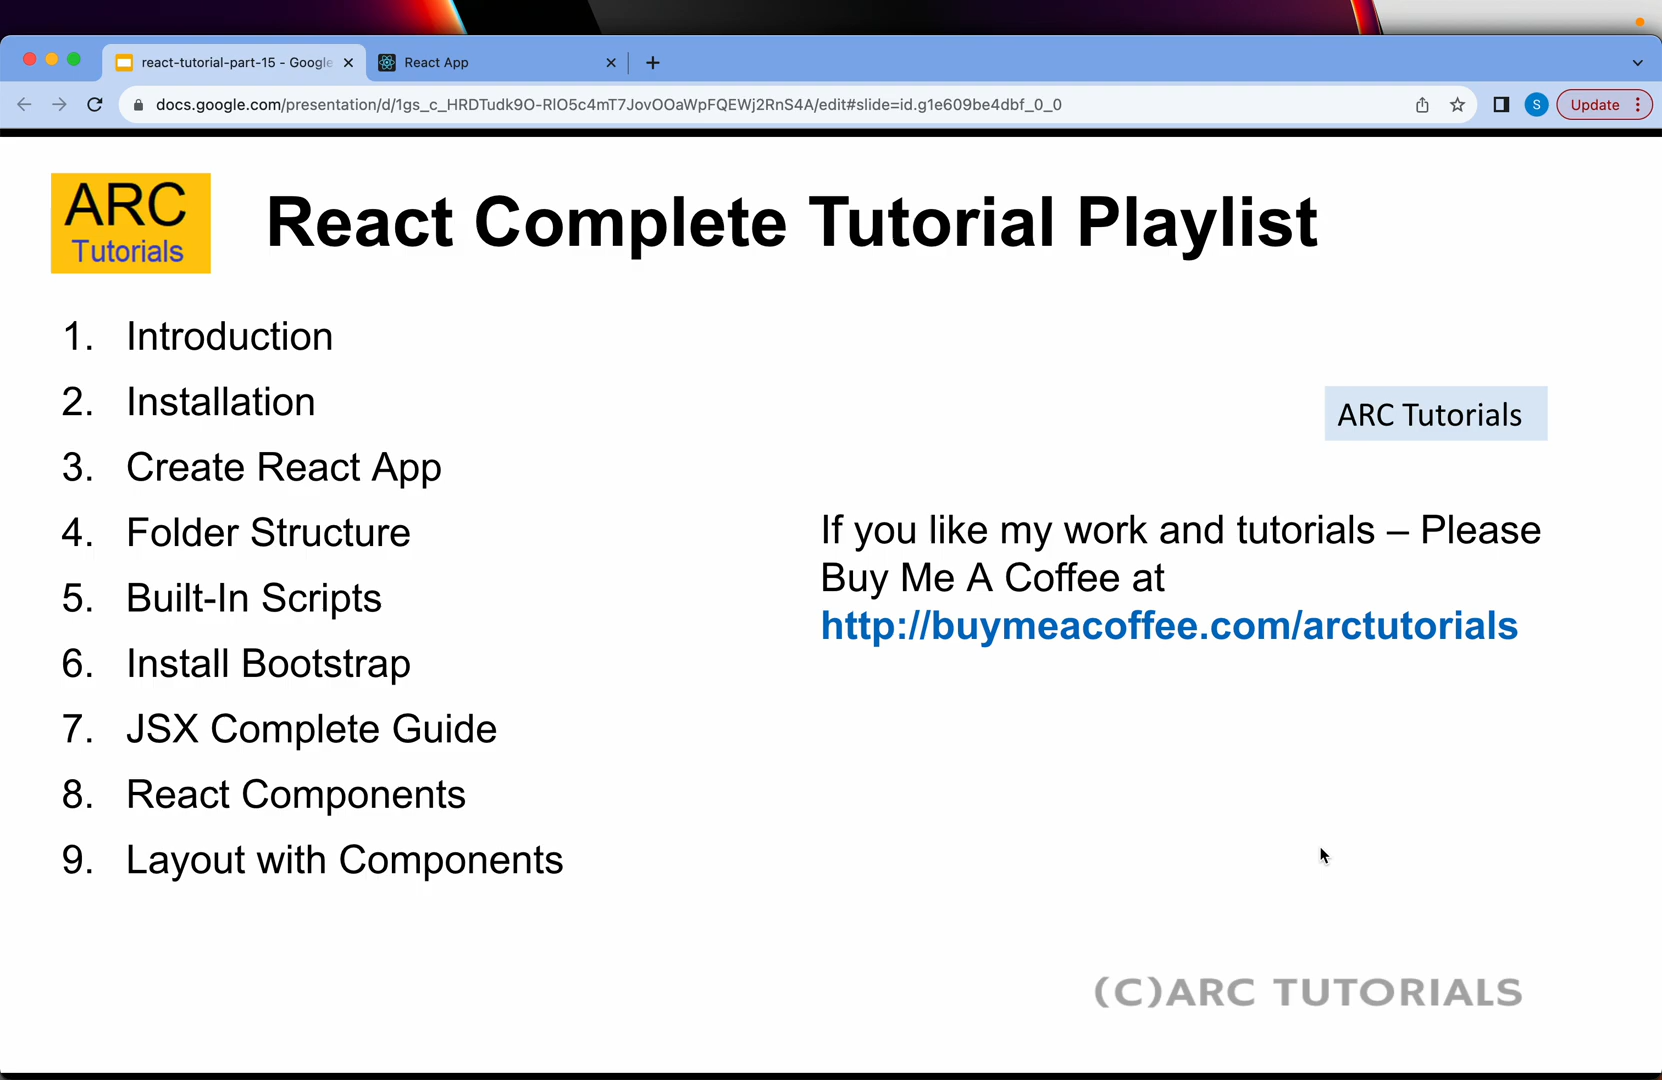 react-tutorial-part-15 - Google
React App
docs.google.com/presentation/d/1gs_c_HRDTudk9O-RlO5c4mT7JovOOaWpFQEWj2RnS4A/edit#slide=id.g1e609be4dbf_0_0
S
Update
ARC
Tutorials
React Complete Tutorial Playlist
1. Introduction
2. Installation
3. Create React App
4. Folder Structure
5. Built-In Scripts
6. Install Bootstrap
7. JSX Complete Guide
8. React Components
9. Layout with Components
ARC Tutorials
If you like my work and tutorials – Please
Buy Me A Coffee at
http://buymeacoffee.com/arctutorials
(C)ARC TUTORIALS